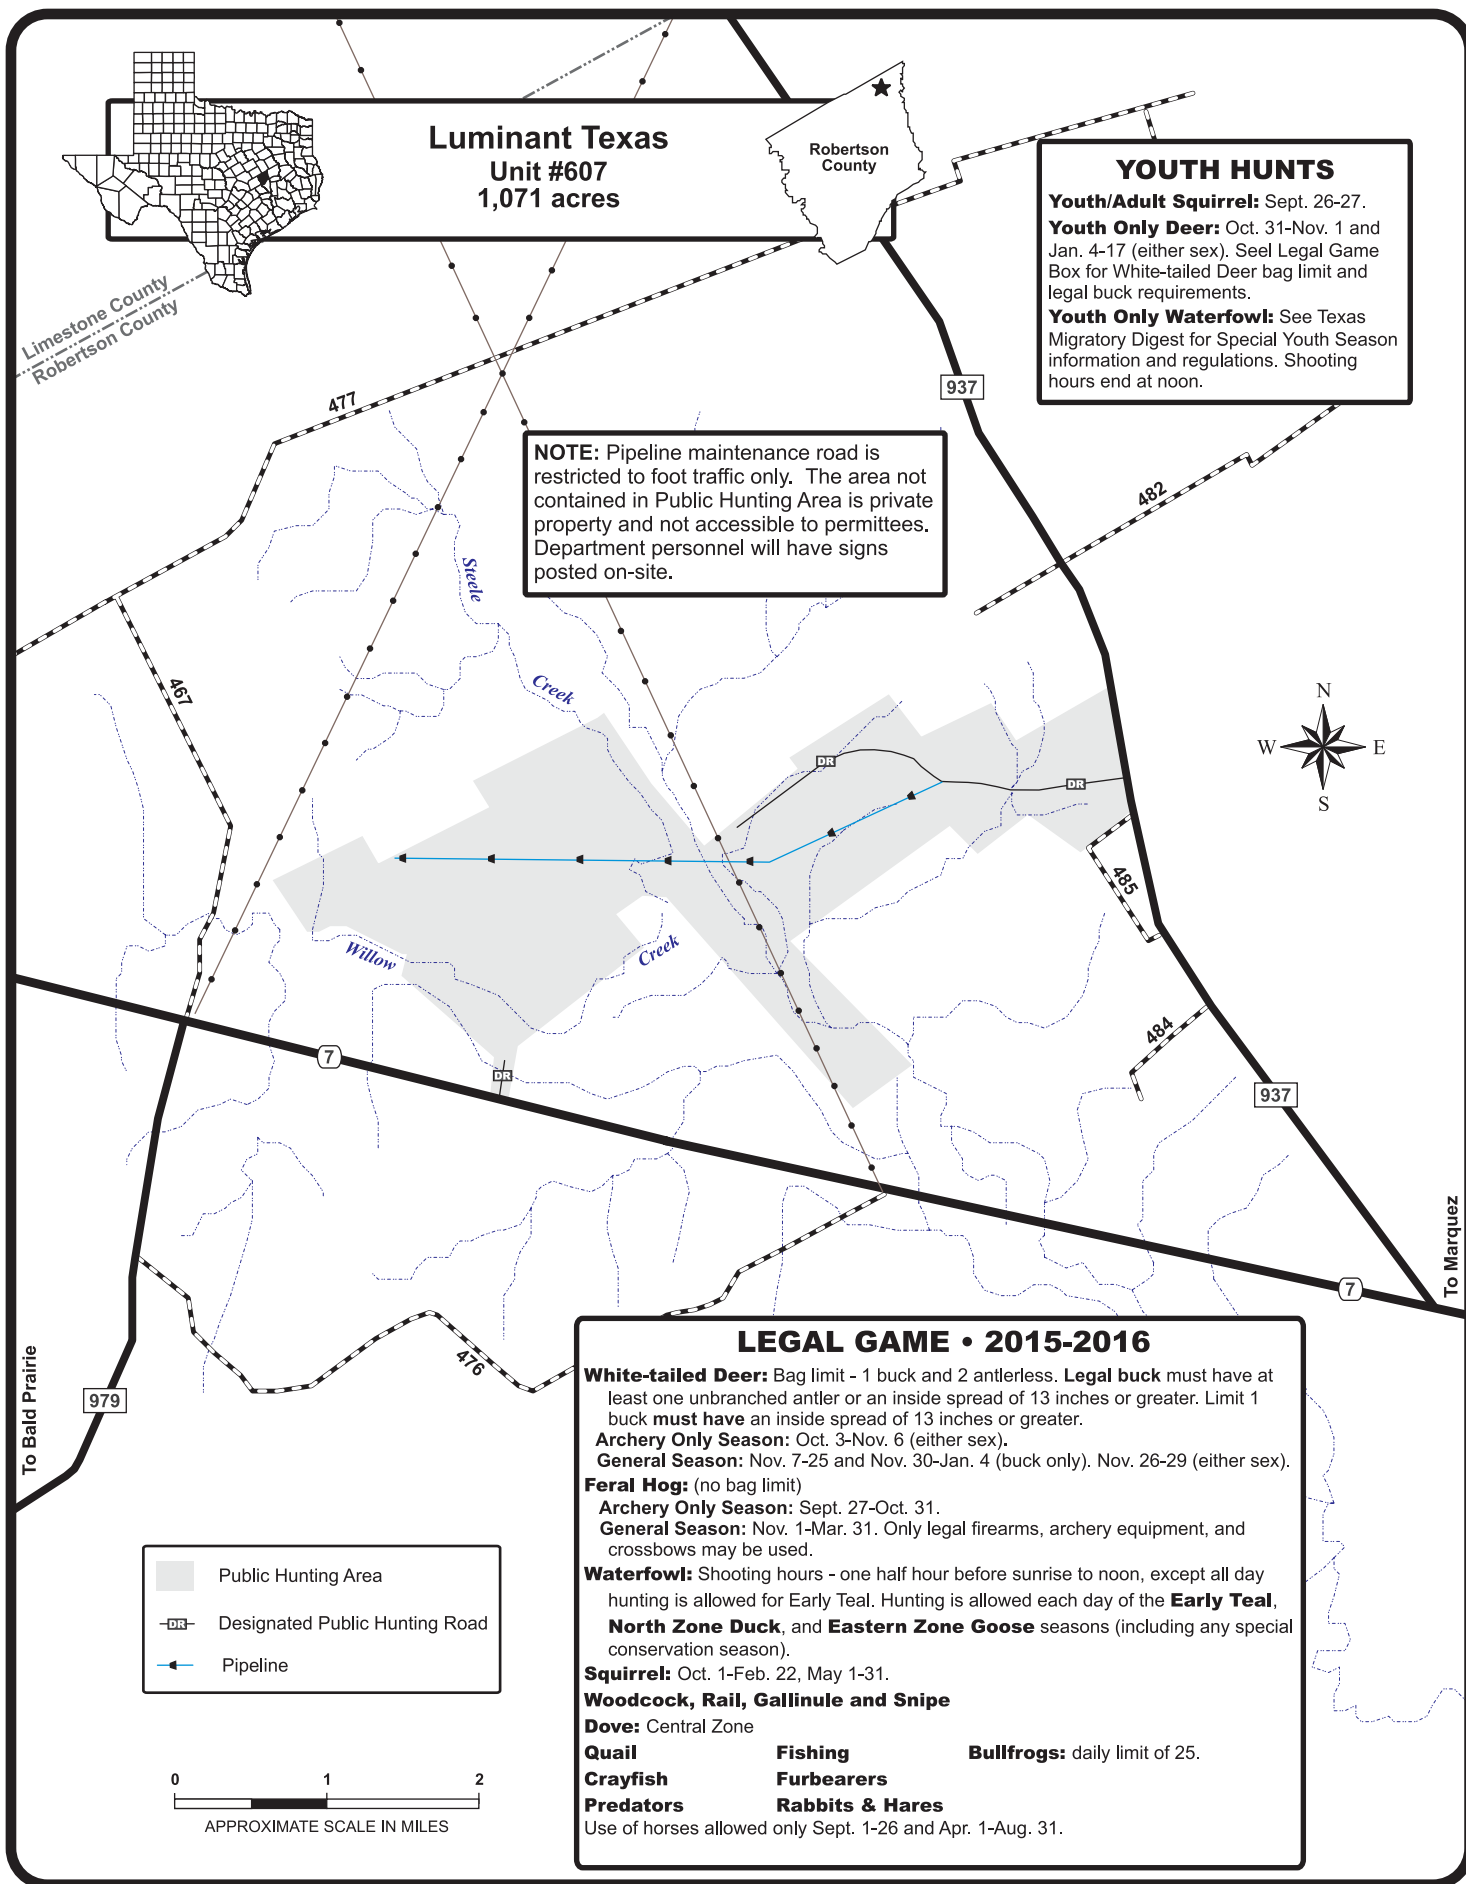 Luminant Texas
Unit #607
1,071 acres
Robertson
County
YOUTH HUNTS
Youth/Adult Squirrel: Sept. 26-27.
Youth Only Deer: Oct. 31-Nov. 1 and
Jan. 4-17 (either sex). Seel Legal Game
Box for White-tailed Deer bag limit and
legal buck requirements.
Youth Only Waterfowl: See Texas
Migratory Digest for Special Youth Season
information and regulations. Shooting
hours end at noon.
Limestone County
Robertson County
477
937
NOTE: Pipeline maintenance road is
restricted to foot traffic only. The area not
contained in Public Hunting Area is private
property and not accessible to permittees.
Department personnel will have signs
posted on-site.
482
Steele
Creek
467
N
W
E
S
DR
DR
485
Willow
Creek
484
7
DR
937
To Marquez
7
476
979
To Bald Prairie
LEGAL GAME • 2015-2016
White-tailed Deer: Bag limit - 1 buck and 2 antlerless. Legal buck must have at
least one unbranched antler or an inside spread of 13 inches or greater. Limit 1
buck must have an inside spread of 13 inches or greater.
Archery Only Season: Oct. 3-Nov. 6 (either sex).
General Season: Nov. 7-25 and Nov. 30-Jan. 4 (buck only). Nov. 26-29 (either sex).
Feral Hog: (no bag limit)
Archery Only Season: Sept. 27-Oct. 31.
General Season: Nov. 1-Mar. 31. Only legal firearms, archery equipment, and
crossbows may be used.
Waterfowl: Shooting hours - one half hour before sunrise to noon, except all day
hunting is allowed for Early Teal. Hunting is allowed each day of the Early Teal,
North Zone Duck, and Eastern Zone Goose seasons (including any special
conservation season).
Squirrel: Oct. 1-Feb. 22, May 1-31.
Woodcock, Rail, Gallinule and Snipe
Dove: Central Zone
Quail Fishing Bullfrogs: daily limit of 25.
Crayfish Furbearers
Predators Rabbits & Hares
Use of horses allowed only Sept. 1-26 and Apr. 1-Aug. 31.
Public Hunting Area
DR Designated Public Hunting Road
Pipeline
0 1 2
APPROXIMATE SCALE IN MILES